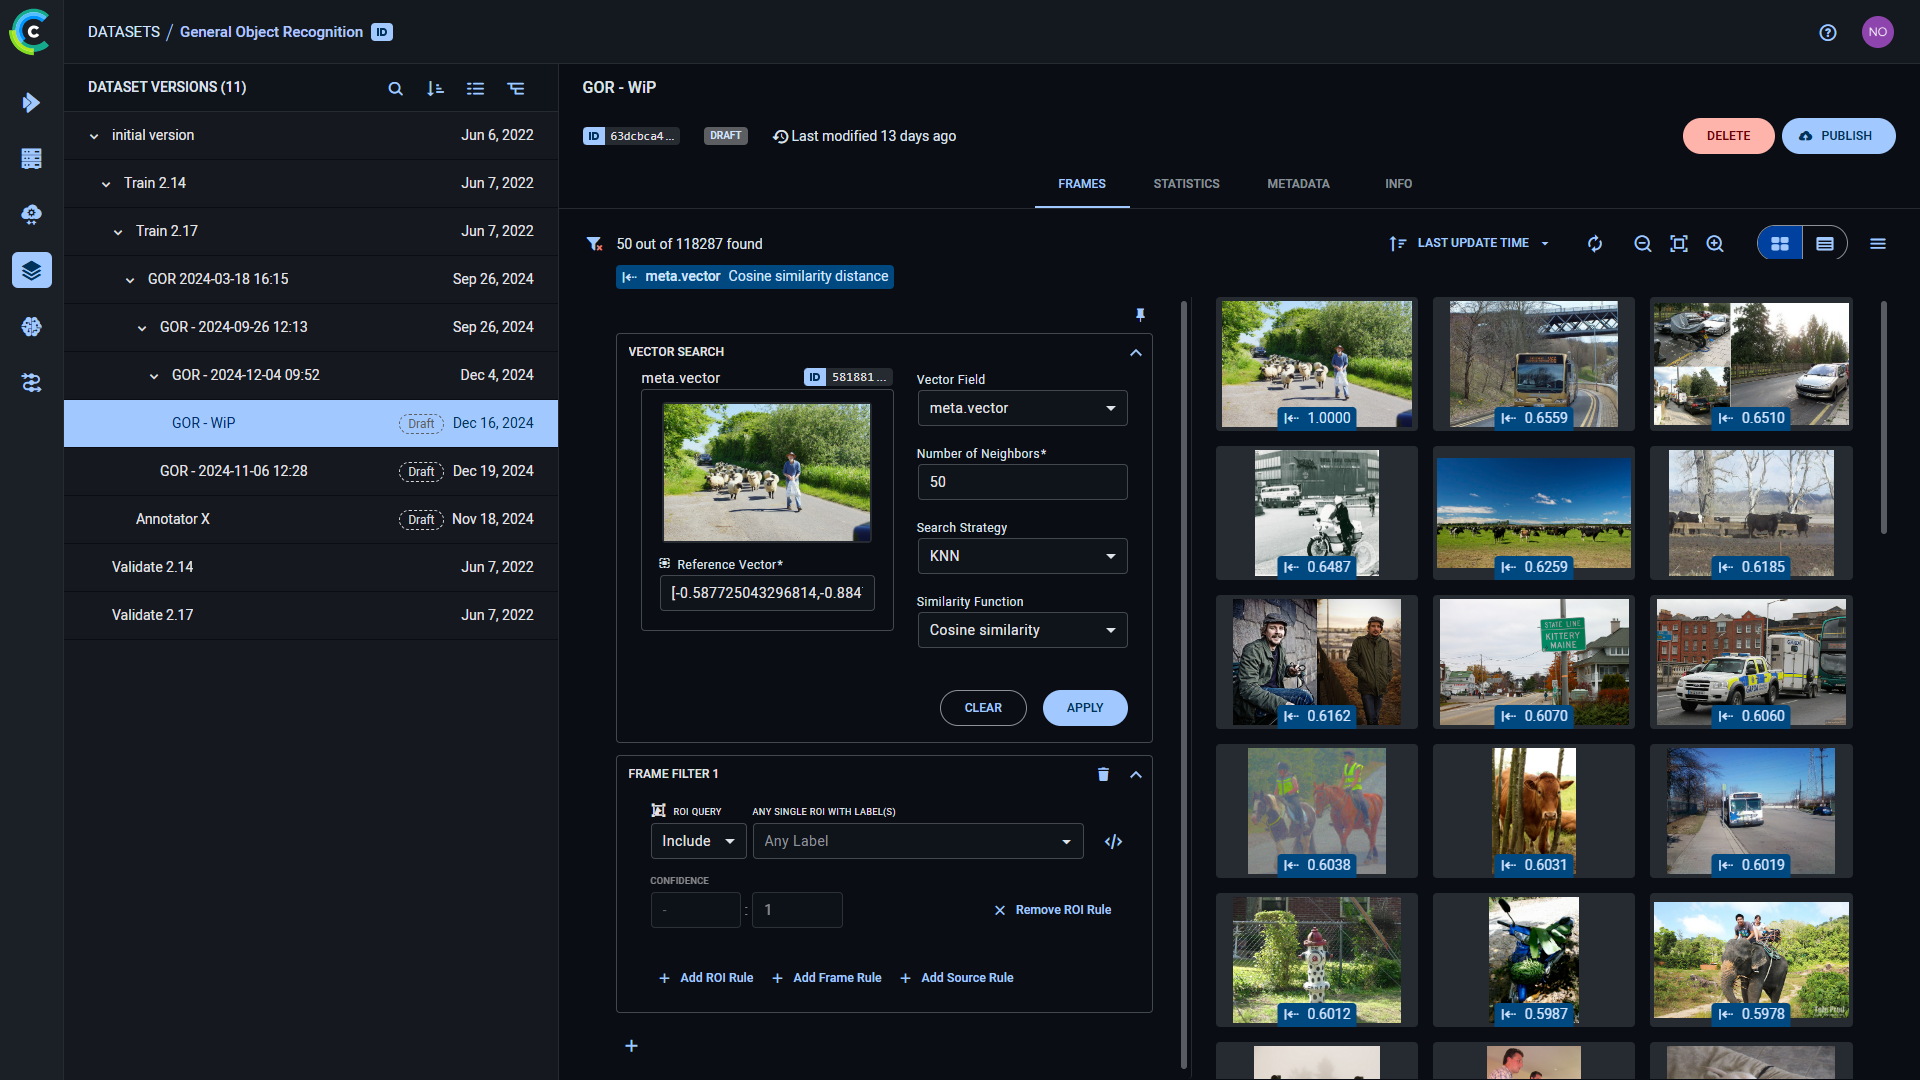 DATASETS / General Object Recognition ID
NO
DATASET VERSIONS (11)
initial version Jun 6, 2022
Train 2.14 Jun 7, 2022
Train 2.17 Jun 7, 2022
GOR 2024-03-18 16:15 Sep 26, 2024
GOR - 2024-09-26 12:13 Sep 26, 2024
GOR - 2024-12-04 09:52 Dec 4, 2024
GOR - WiP Draft Dec 16, 2024
GOR - 2024-11-06 12:28 Draft Dec 19, 2024
Annotator X Draft Nov 18, 2024
Validate 2.14 Jun 7, 2022
Validate 2.17 Jun 7, 2022
GOR - WiP
ID 63dcbca4... DRAFT Last modified 13 days ago
DELETE PUBLISH
FRAMES STATISTICS METADATA INFO
50 out of 118287 found
LAST UPDATE TIME
meta.vector Cosine similarity distance
VECTOR SEARCH
meta.vector ID 581881...
Reference Vector*
[-0.587725043296814,-0.884
Vector Field
meta.vector
Number of Neighbors*
50
Search Strategy
KNN
Similarity Function
Cosine similarity
CLEAR APPLY
FRAME FILTER 1
ROI QUERY ANY SINGLE ROI WITH LABEL(S)
Include Any Label
CONFIDENCE
- : 1
Remove ROI Rule
Add ROI Rule Add Frame Rule Add Source Rule
1.0000 0.6559 0.6510
0.6487 0.6259 0.6185
STATE LINE
KITTERY
MAINE
0.6162 0.6070 0.6060
0.6038 0.6031 0.6019
0.6012 0.5987 0.5978